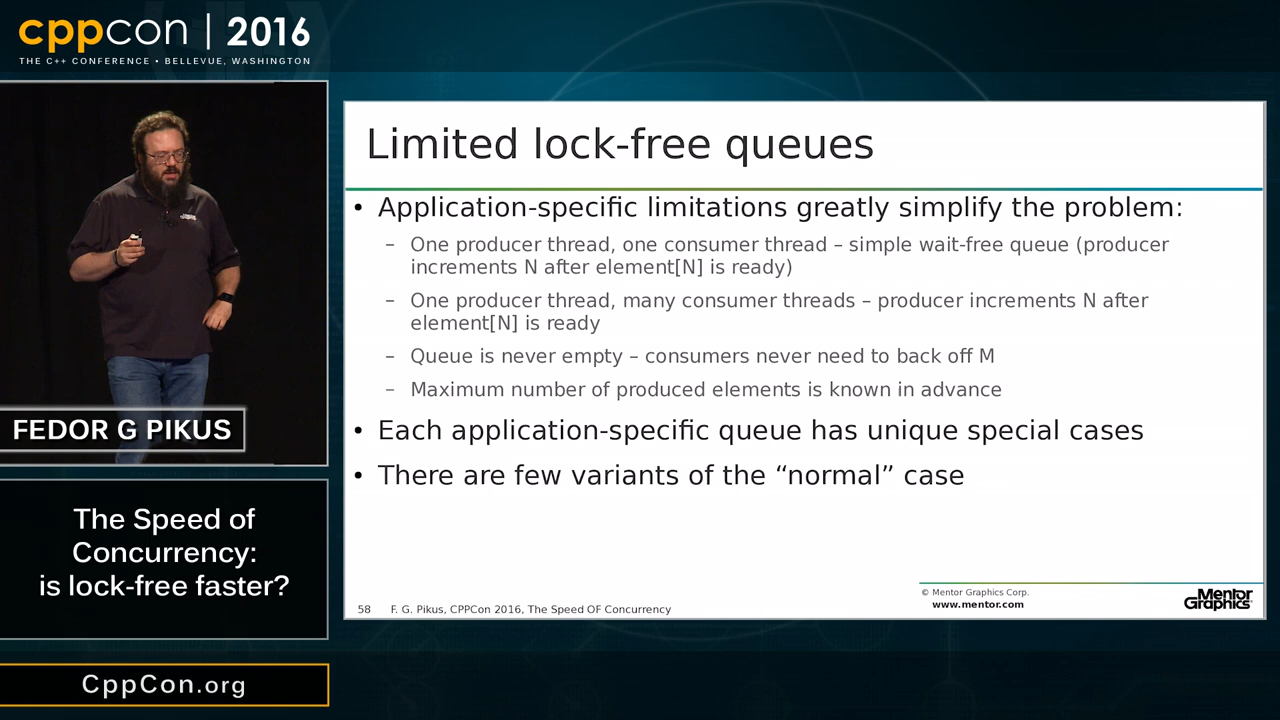 cppcon | 2016
THE C++ CONFERENCE • BELLEVUE, WASHINGTON
FEDOR G PIKUS
The Speed of
Concurrency:
is lock-free faster?
CppCon.org
Limited lock-free queues
• Application-specific limitations greatly simplify the problem:
– One producer thread, one consumer thread – simple wait-free queue (producer
increments N after element[N] is ready)
– One producer thread, many consumer threads – producer increments N after
element[N] is ready
– Queue is never empty – consumers never need to back off M
– Maximum number of produced elements is known in advance
• Each application-specific queue has unique special cases
• There are few variants of the “normal” case
58 F. G. Pikus, CPPCon 2016, The Speed OF Concurrency
© Mentor Graphics Corp.
www.mentor.com
Mentor
Graphics